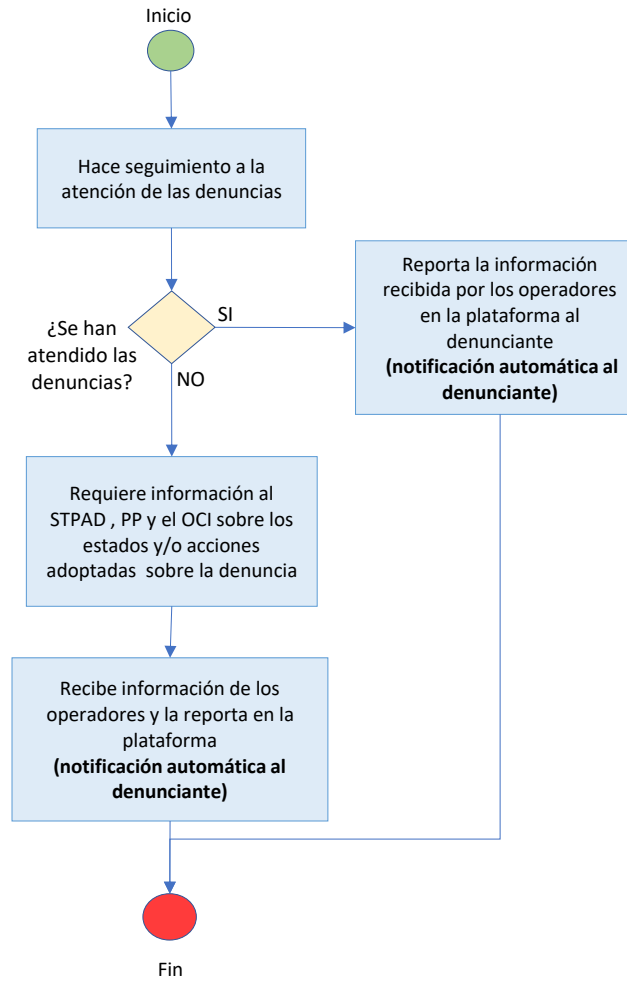 Inicio
Hace seguimiento a la
atención de las denuncias
¿Se han
atendido las
denuncias?
SI
NO
Reporta la información
recibida por los operadores
en la plataforma al
denunciante
(notificación automática al
denunciante)
Requiere información al
STPAD , PP y el OCI sobre los
estados y/o acciones
adoptadas sobre la denuncia
Recibe información de los
operadores y la reporta en la
plataforma
(notificación automática al
denunciante)
Fin